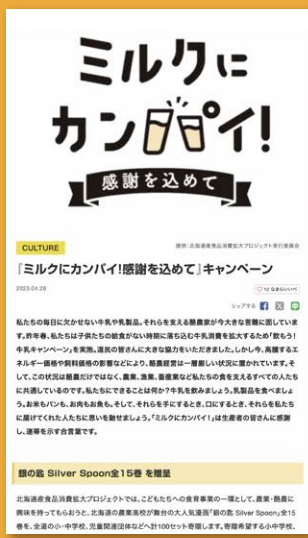 ミルクに
カンパイ!
感謝を込めて
CULTURE
提供:北海道産食品消費拡大プロジェクト実行委員会
『ミルクにカンパイ!感謝を込めて』キャンペーン
2023.04.28
12 なまらいいべ
シェアする
私たちの毎日に欠かせない牛乳や乳製品。それらを支える酪農家が今大きな苦難に面していま
す。昨年春、私たちは子供たちの給食がない時期に落ち込む牛乳消費を拡大するため「飲もう!
牛乳キャンペーン」を実施。道民の皆さんに大きな協力をいただきました。しかし今、高騰するエ
ネルギー価格や飼料価格の影響などにより、酪農経営は一層厳しい状況に置かれています。そ
して、この状況は酪農だけではなく、農業、漁業、畜産業など私たちの食を支えるすべての人たち
に共通しているのです。私たちにできることは何か?牛乳を飲みましょう。乳製品を食べましょ
う。お米もパンも、お肉もお魚も。そして、それらを手にするとき、口にするとき、それらを私たち
に届けてくれた人たちに思いを馳せましょう。「ミルクにカンパイ!」は生産者の皆さんに感謝
し、連帯を示す合言葉です。
銀の匙 Silver Spoon全15巻 を贈呈
北海道産食品消費拡大プロジェクトでは、こどもたちへの食育事業の一環として、農業・酪農に
興味を持ってもらおうと、北海道の農業高校が舞台の大人気漫画「銀の匙 Silver Spoon」全15
巻を、全道の小・中学校、児童関連団体などへ計100セット寄贈します。寄贈希望する小中学校、